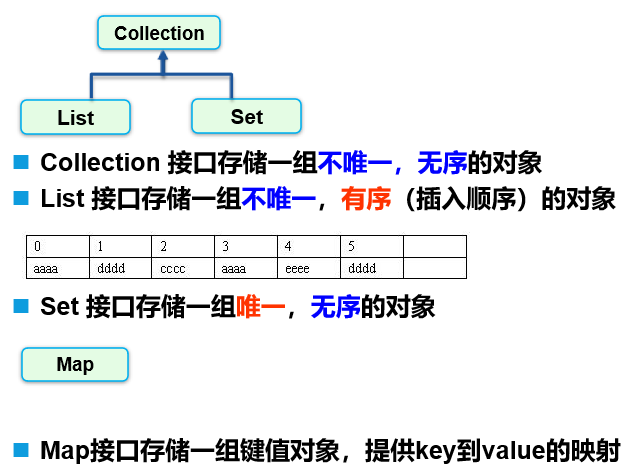 Collection
List
Set
Collection 接口存储一组不唯一，无序的对象
List 接口存储一组不唯一，有序（插入顺序）的对象
0 1 2 3 4 5
aaaa dddd cccc aaaa eeee dddd
Set 接口存储一组唯一，无序的对象
Map
Map接口存储一组键值对象，提供key到value的映射